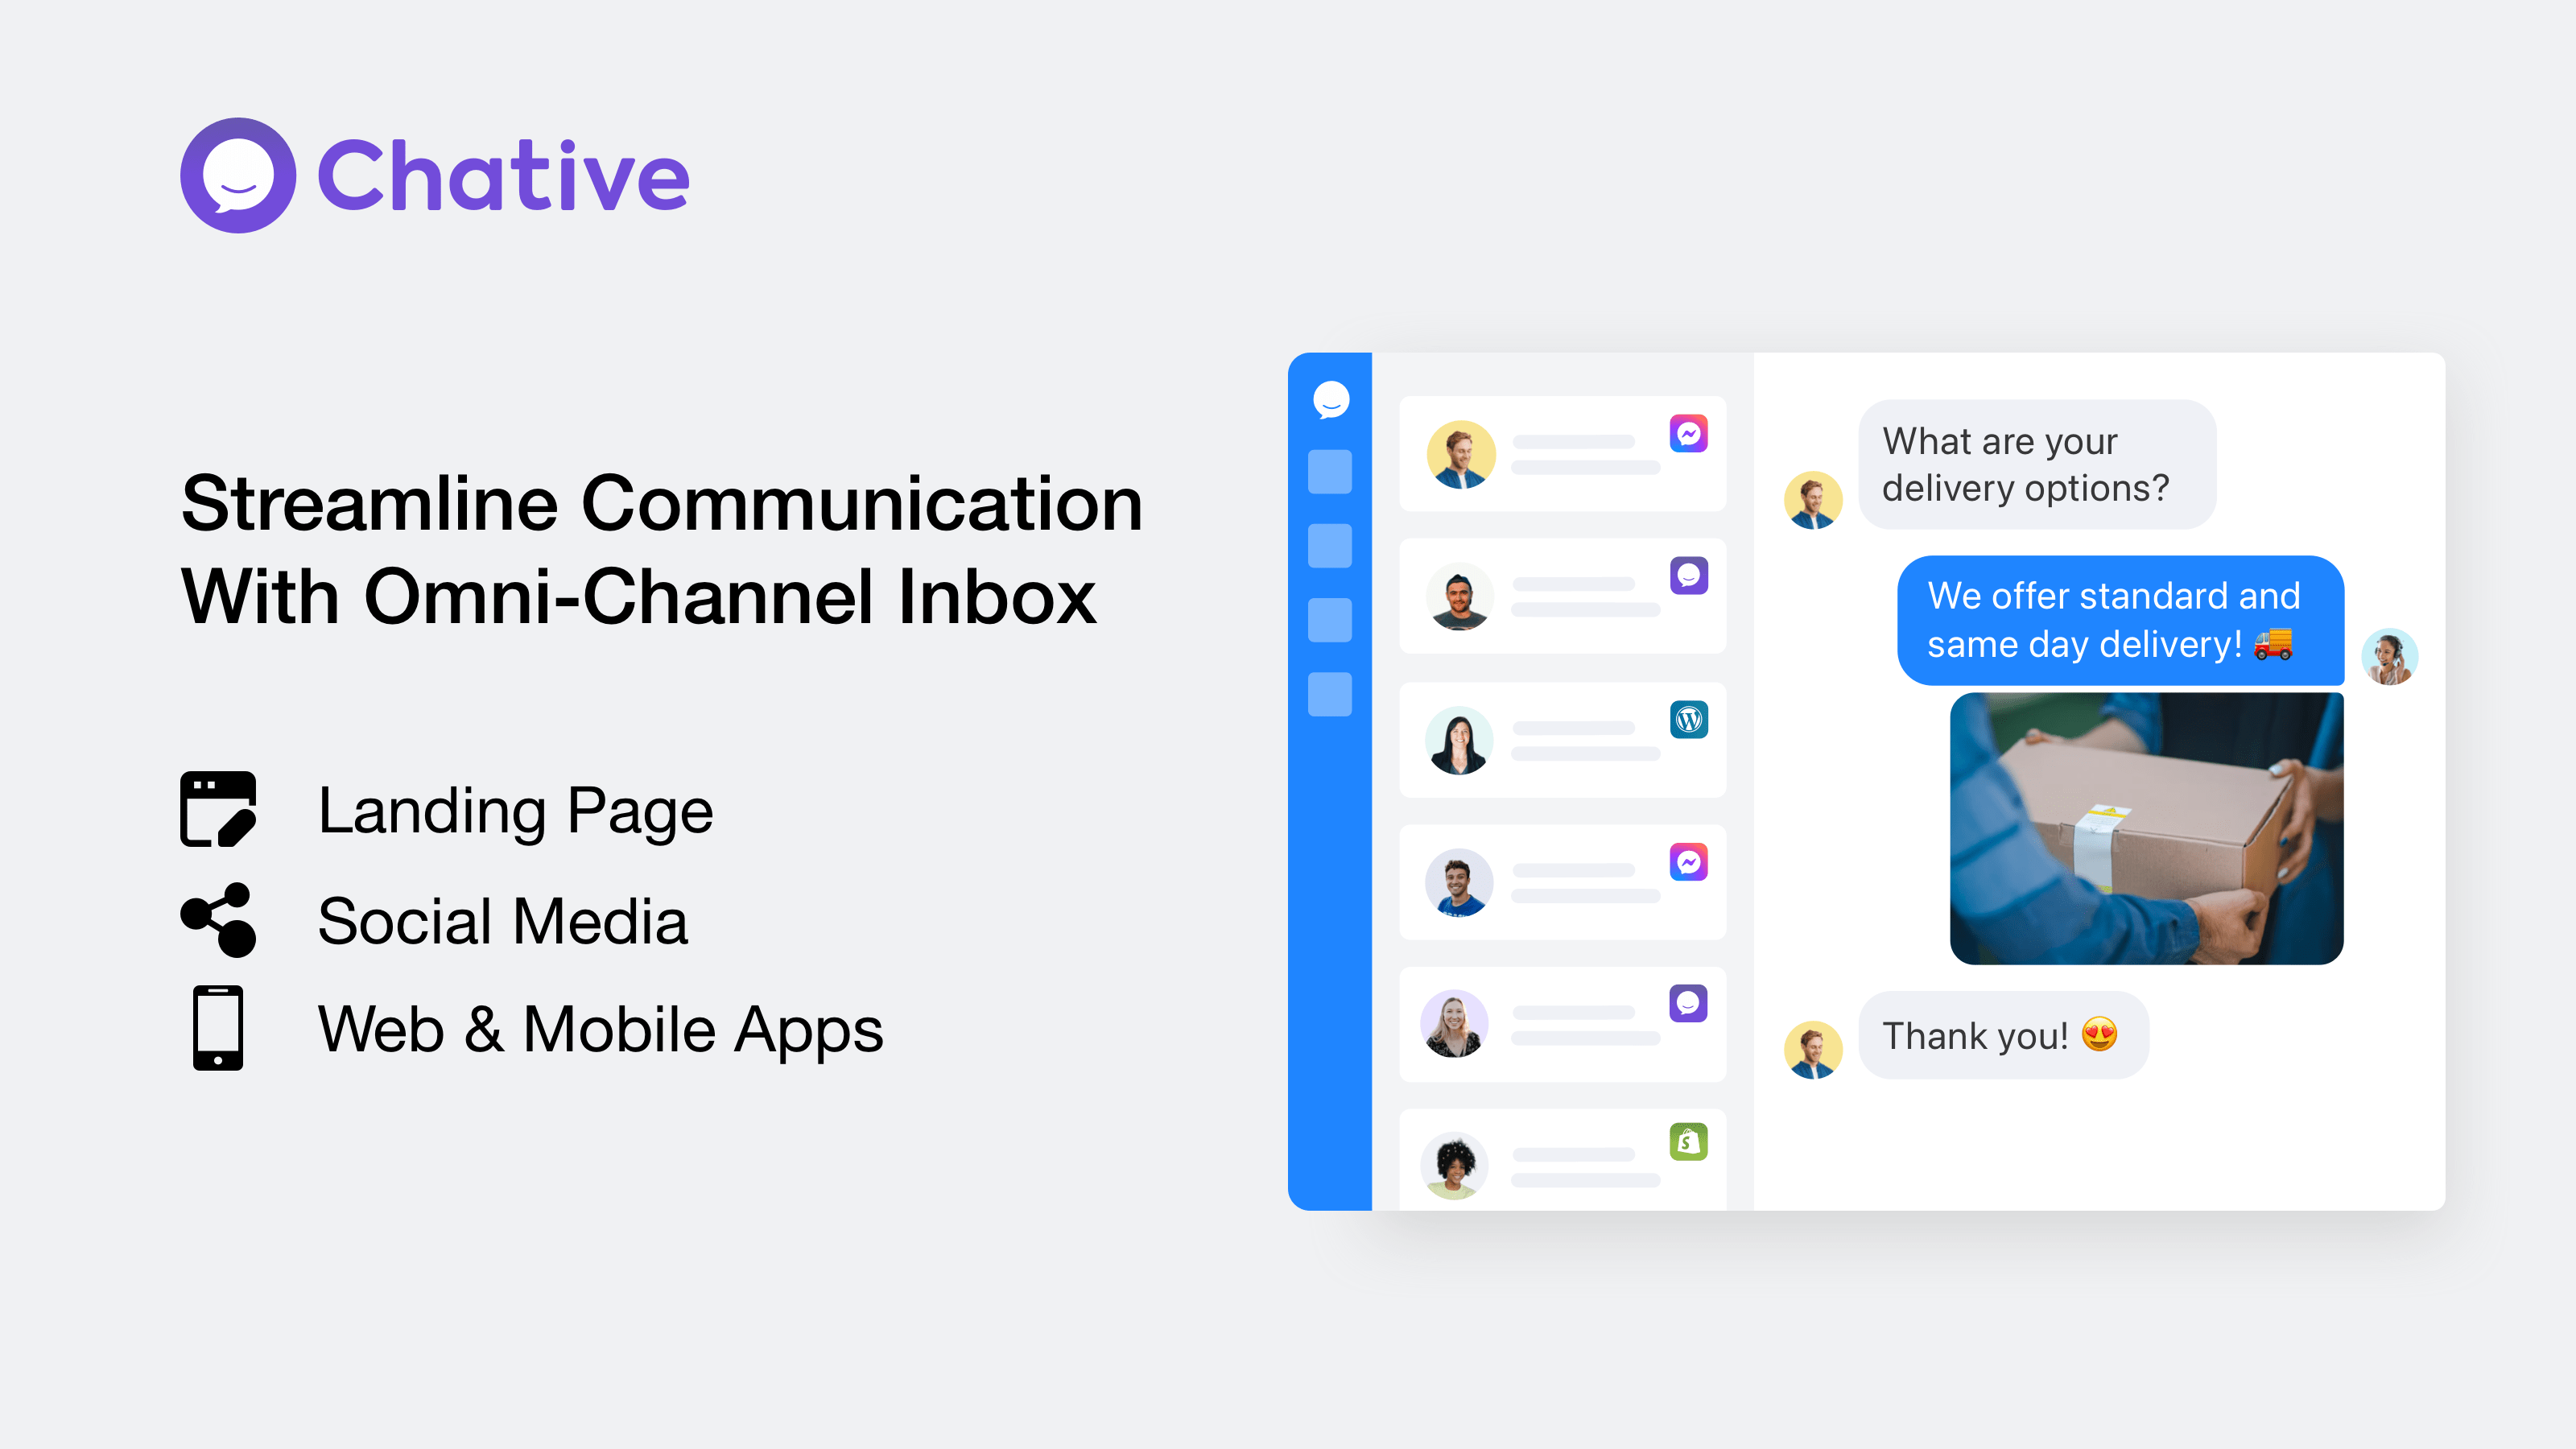 Chative
Streamline Communication
With Omni-Channel Inbox
Landing Page
Social Media
Web & Mobile Apps
What are your
delivery options?
We offer standard and
same day delivery! 🚚
Thank you! 😍